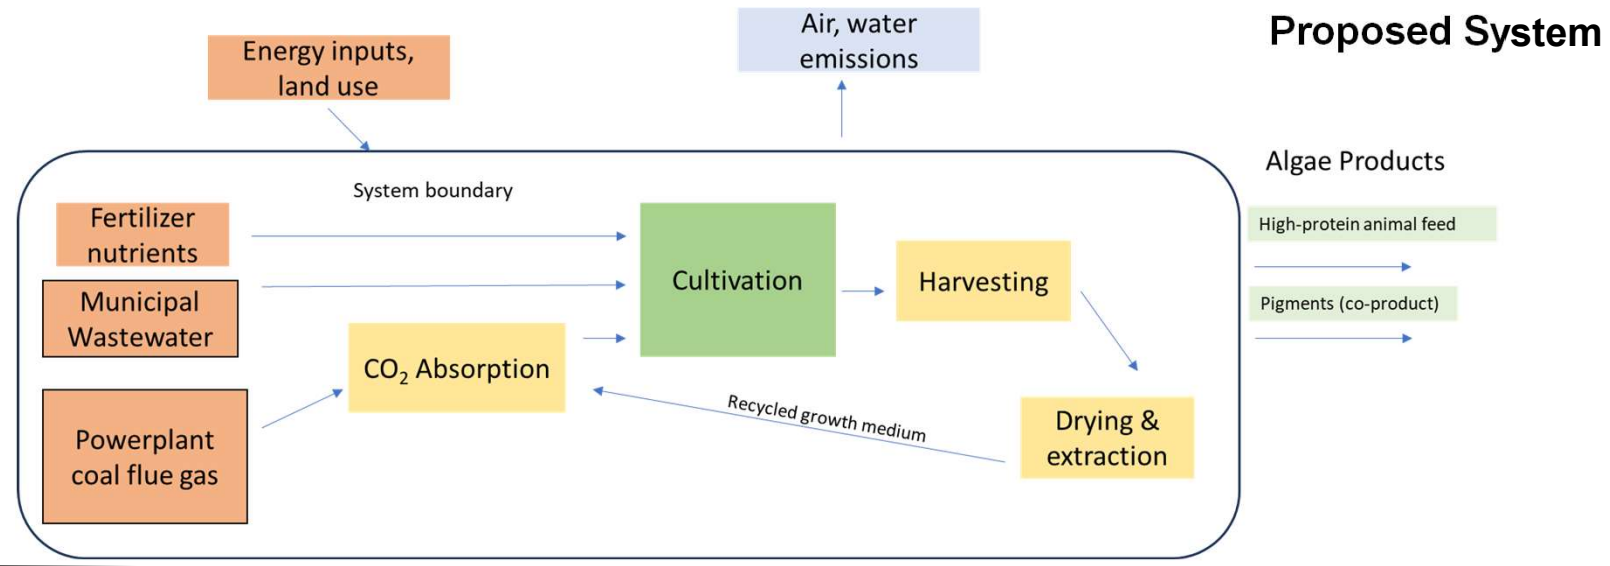 Proposed System
Energy inputs,
land use
Air, water
emissions
Algae Products
System boundary
Fertilizer
nutrients
Municipal
Wastewater
Powerplant
coal flue gas
CO₂ Absorption
Cultivation
Harvesting
Drying &
extraction
Recycled growth medium
High-protein animal feed
Pigments (co-product)